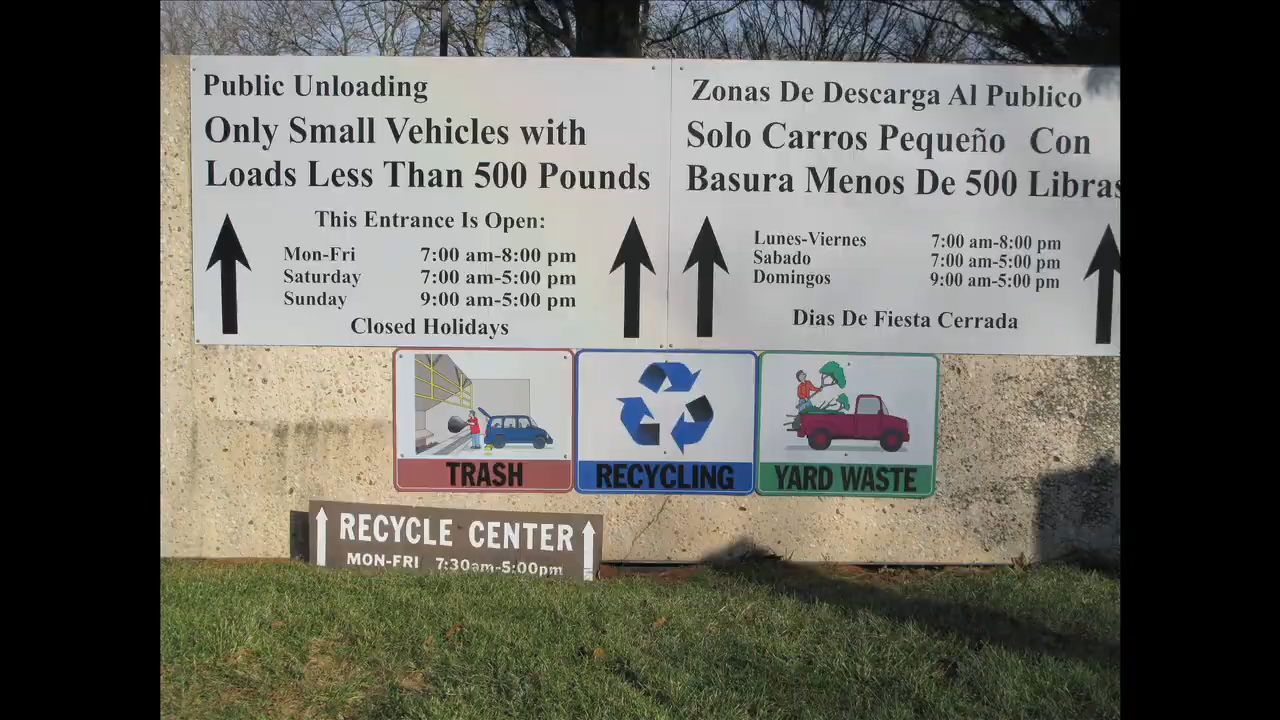 Public Unloading
Only Small Vehicles with
Loads Less Than 500 Pounds
This Entrance Is Open:
Mon-Fri 7:00 am-8:00 pm
Saturday 7:00 am-5:00 pm
Sunday 9:00 am-5:00 pm
Closed Holidays
Zonas De Descarga Al Publico
Solo Carros Pequeño Con
Basura Menos De 500 Libras
Lunes-Viernes 7:00 am-8:00 pm
Sabado 7:00 am-5:00 pm
Domingos 9:00 am-5:00 pm
Dias De Fiesta Cerrada
TRASH
RECYCLING
YARD WASTE
RECYCLE CENTER
MON-FRI 7:30am-5:00pm